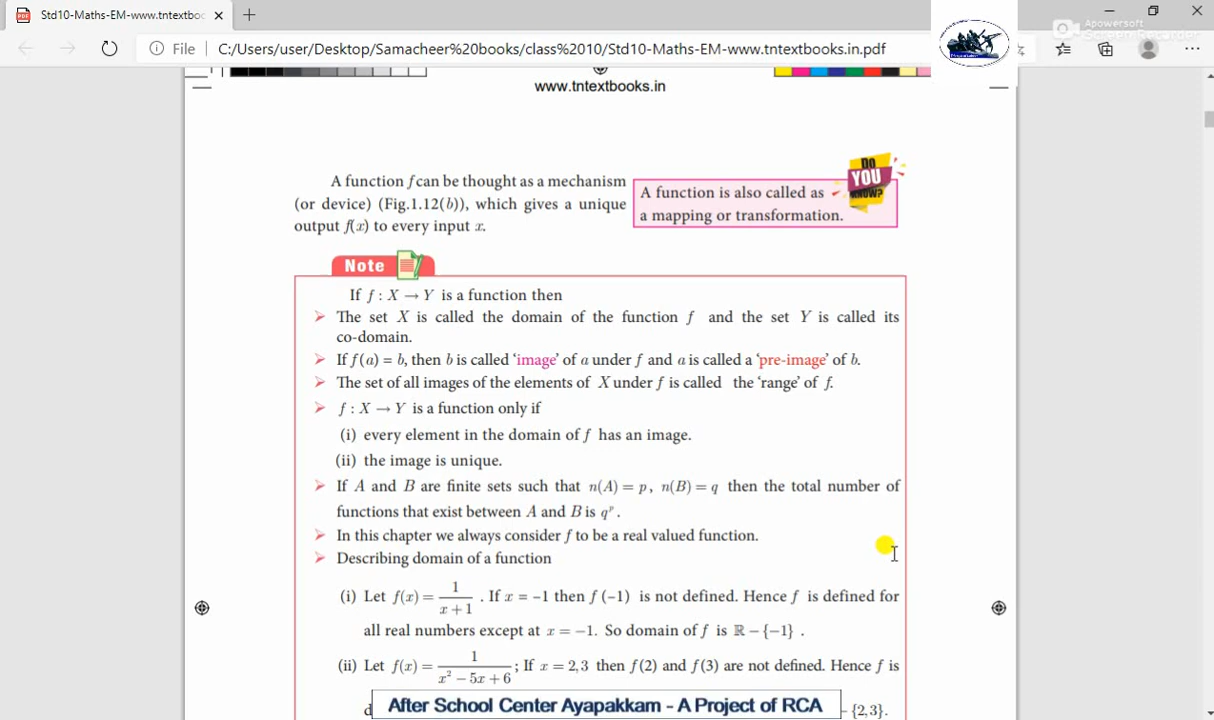 Std10-Maths-EM-www.tntextboo
File C:/Users/user/Desktop/Samacheer%20books/class%2010/Std10-Maths-EM-www.tntextbooks.in.pdf
Apowersoft
Screen Recorder
www.tntextbooks.in
A function f can be thought as a mechanism
(or device) (Fig.1.12(b)), which gives a unique
output f(x) to every input x.
DO
YOU
KNOW?
A function is also called as
a mapping or transformation.
Note
If f : X → Y is a function then
➢ The set X is called the domain of the function f and the set Y is called its
co-domain.
➢ If f(a) = b, then b is called ‘image’ of a under f and a is called a ‘pre-image’ of b.
➢ The set of all images of the elements of X under f is called the ‘range’ of f.
➢ f : X → Y is a function only if
(i) every element in the domain of f has an image.
(ii) the image is unique.
➢ If A and B are finite sets such that n(A) = p, n(B) = q then the total number of
functions that exist between A and B is qᵖ.
➢ In this chapter we always consider f to be a real valued function.
➢ Describing domain of a function
(i) Let f(x) = 1/(x + 1) . If x = −1 then f(−1) is not defined. Hence f is defined for
all real numbers except at x = −1. So domain of f is ℝ − {−1} .
(ii) Let f(x) = 1/(x² − 5x + 6) ; If x = 2,3 then f(2) and f(3) are not defined. Hence f is
d − {2,3}.
After School Center Ayapakkam - A Project of RCA